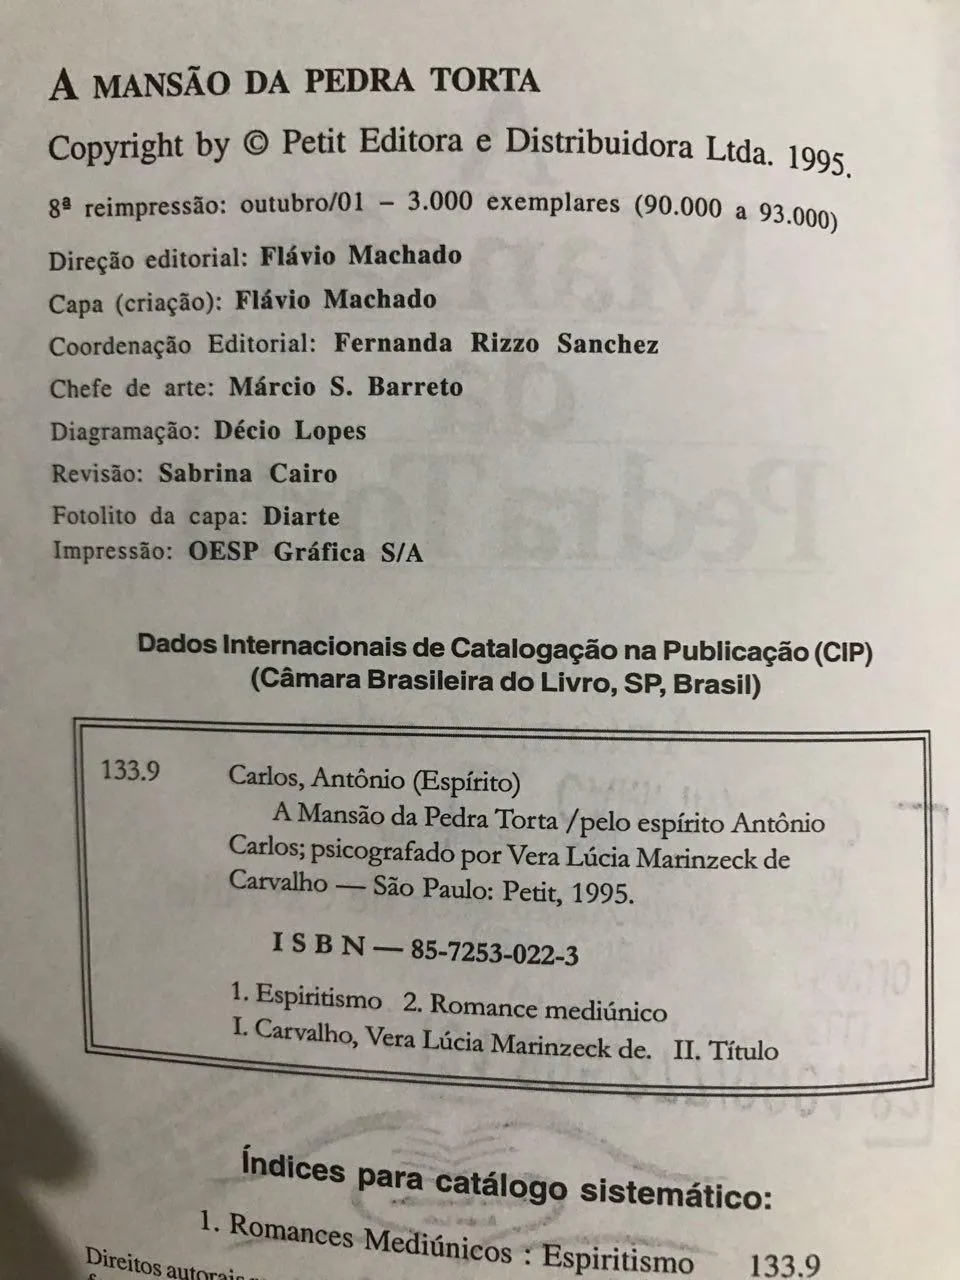 A MANSÃO DA PEDRA TORTA
Copyright by © Petit Editora e Distribuidora Ltda. 1995.
8ª reimpressão: outubro/01 – 3.000 exemplares (90.000 a 93.000)
Direção editorial: Flávio Machado
Capa (criação): Flávio Machado
Coordenação Editorial: Fernanda Rizzo Sanchez
Chefe de arte: Márcio S. Barreto
Diagramação: Décio Lopes
Revisão: Sabrina Cairo
Fotolito da capa: Diarte
Impressão: OESP Gráfica S/A
Dados Internacionais de Catalogação na Publicação (CIP)
(Câmara Brasileira do Livro, SP, Brasil)
133.9 Carlos, Antônio (Espírito)
A Mansão da Pedra Torta /pelo espírito Antônio
Carlos; psicografado por Vera Lúcia Marinzeck de
Carvalho — São Paulo: Petit, 1995.
I S B N — 85-7253-022-3
1. Espiritismo 2. Romance mediúnico
I. Carvalho, Vera Lúcia Marinzeck de. II. Título
Índices para catálogo sistemático:
1. Romances Mediúnicos : Espiritismo 133.9
Direitos autorais